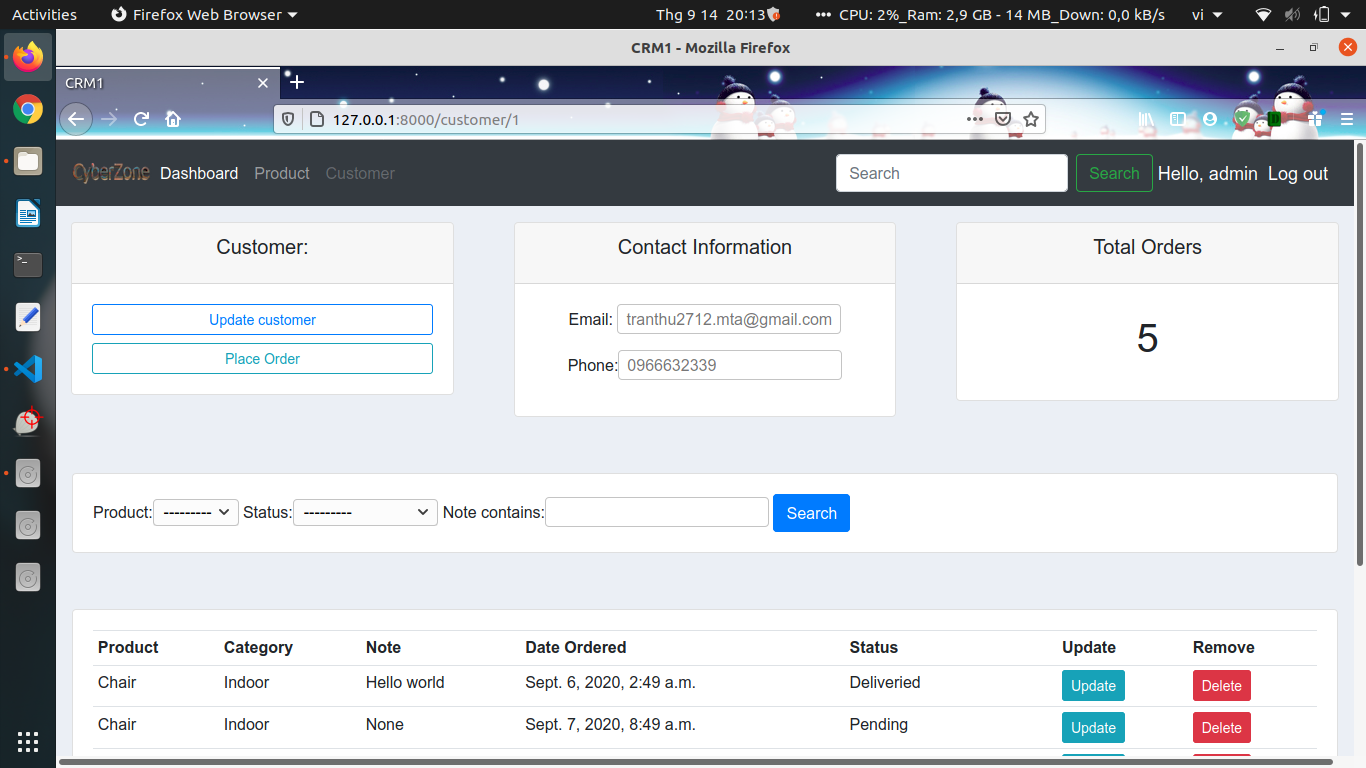 Activities Firefox Web Browser Thg 9 14 20:13 ••• CPU: 2%_Ram: 2,9 GB - 14 MB_Down: 0,0 kB/s vi
CRM1 - Mozilla Firefox
CRM1
127.0.0.1:8000/customer/1
CyberZone Dashboard Product Customer Search Search Hello, admin Log out
Customer: Contact Information Total Orders
Update customer Email: tranthu2712.mta@gmail.com 5
Place Order Phone: 0966632339
Product: --------- Status: --------- Note contains: Search
Product Category Note Date Ordered Status Update Remove
Chair Indoor Hello world Sept. 6, 2020, 2:49 a.m. Deliveried Update Delete
Chair Indoor None Sept. 7, 2020, 8:49 a.m. Pending Update Delete